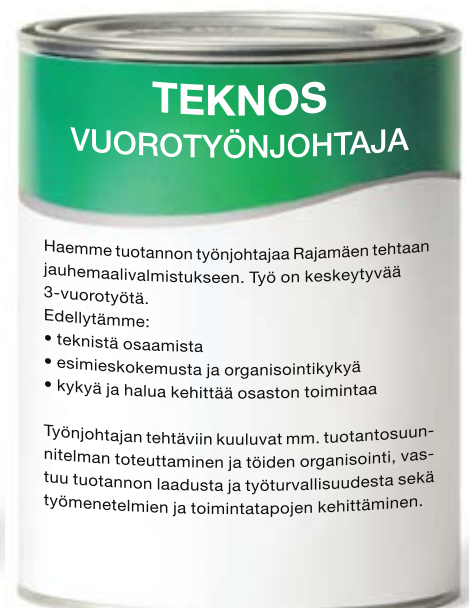 TEKNOS
VUOROTYÖNJOHTAJA
Haemme tuotannon työnjohtajaa Rajamäen tehtaan
jauhemaalivalmistukseen. Työ on keskeytyvää
3-vuorotyötä.
Edellytämme:
• teknistä osaamista
• esimieskokemusta ja organisointikykyä
• kykyä ja halua kehittää osaston toimintaa
Työnjohtajan tehtäviin kuuluvat mm. tuotantosuun-
nitelman toteuttaminen ja töiden organisointi, vas-
tuu tuotannon laadusta ja työturvallisuudesta sekä
työmenetelmien ja toimintatapojen kehittäminen.